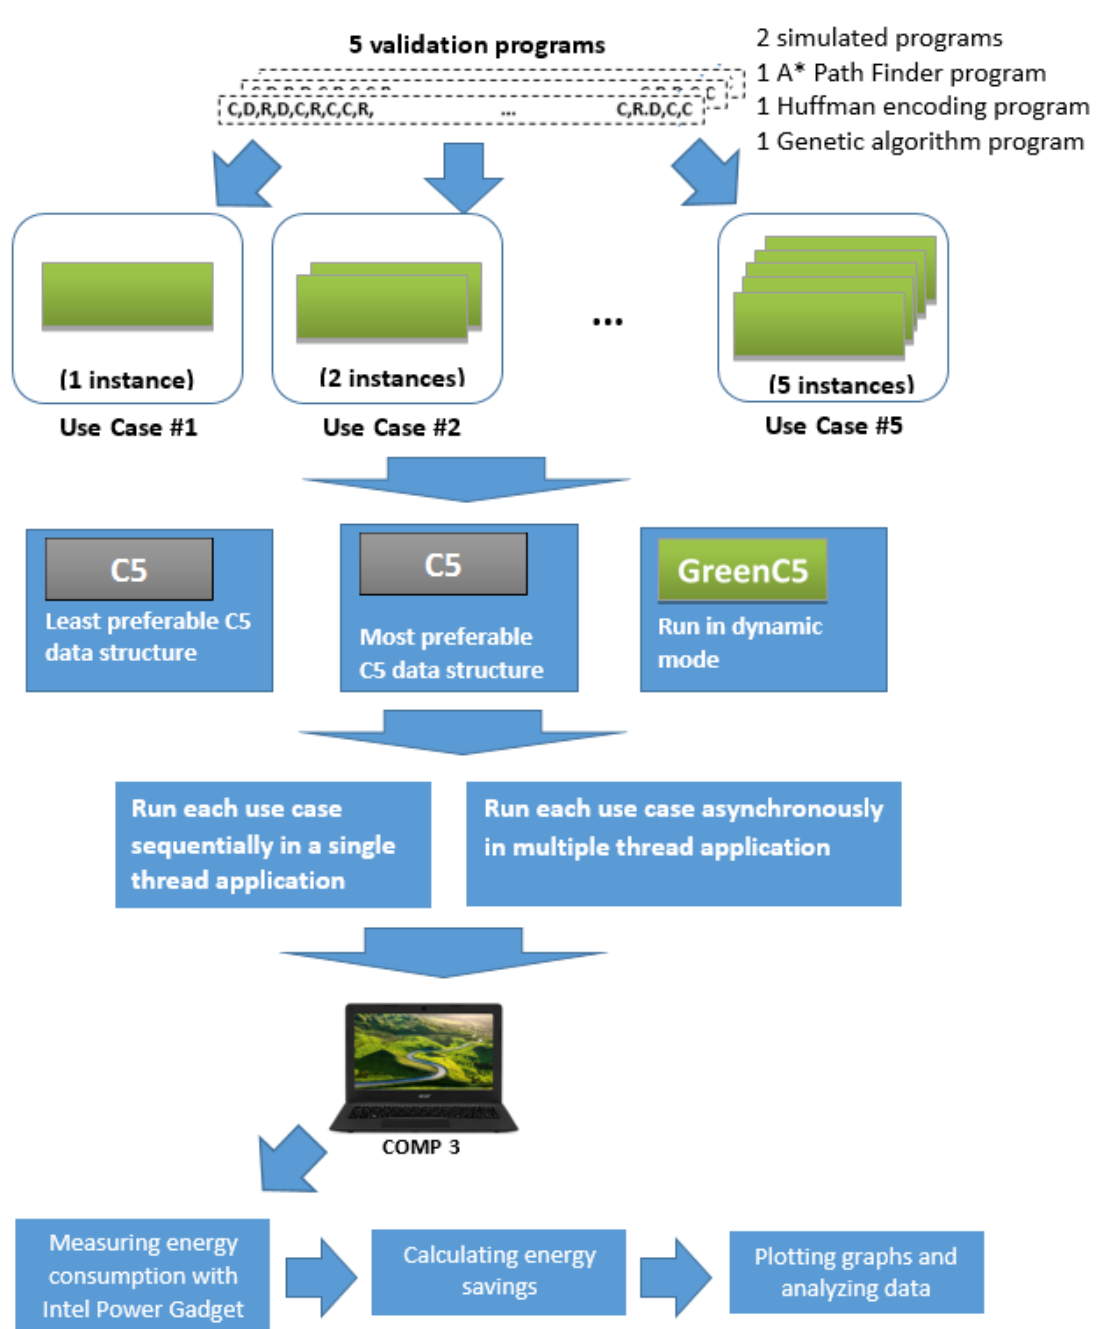 5 validation programs
2 simulated programs
1 A* Path Finder program
1 Huffman encoding program
1 Genetic algorithm program
C,D,R,D,C,R,C,C,R, ... C,R.D,C,C
...
(1 instance)
(2 instances)
(5 instances)
Use Case #1
Use Case #2
Use Case #5
C5
Least preferable C5
data structure
C5
Most preferable
C5 data structure
GreenC5
Run in dynamic
mode
Run each use case
sequentially in a single
thread application
Run each use case asynchronously
in multiple thread application
COMP 3
Measuring energy
consumption with
Intel Power Gadget
Calculating energy
savings
Plotting graphs and
analyzing data